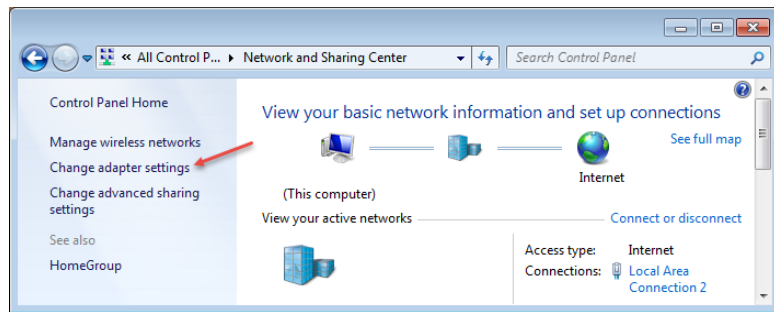 « All Control P... ▸ Network and Sharing Center
Search Control Panel
Control Panel Home
Manage wireless networks
Change adapter settings
Change advanced sharing
settings
See also
HomeGroup
View your basic network information and set up connections
See full map
(This computer)
Internet
View your active networks
Connect or disconnect
Access type: Internet
Connections: Local Area
Connection 2